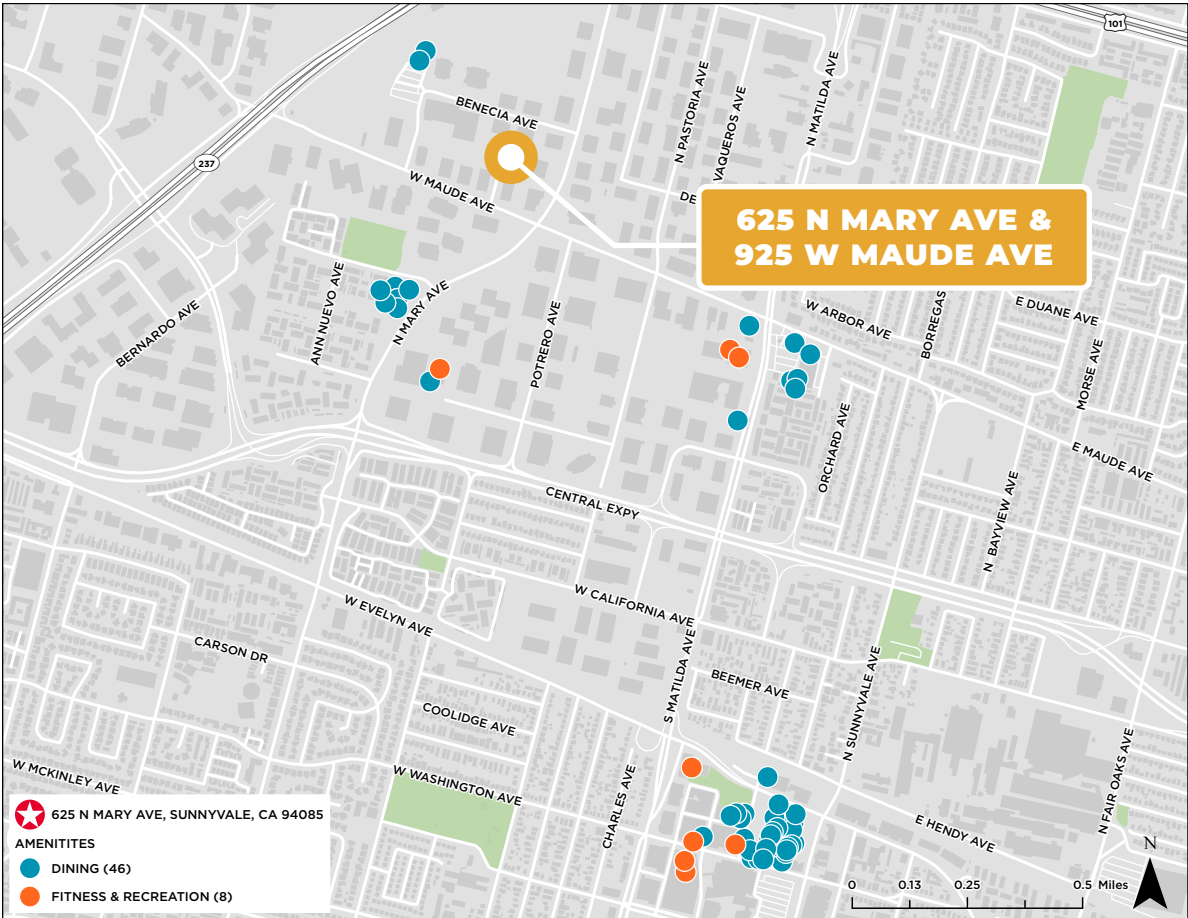 101
BENECIA AVE
N PASTORIA AVE
VAQUEROS AVE
N MATILDA AVE
237
W MAUDE AVE
DE
625 N MARY AVE &
925 W MAUDE AVE
ANN NUEVO AVE
N MARY AVE
BERNARDO AVE
POTRERO AVE
W ARBOR AVE
BORREGAS
E DUANE AVE
MORSE AVE
ORCHARD AVE
E MAUDE AVE
CENTRAL EXPY
N BAYVIEW AVE
W CALIFORNIA AVE
W EVELYN AVE
CARSON DR
S MATILDA AVE
BEEMER AVE
N SUNNYVALE AVE
COOLIDGE AVE
W MCKINLEY AVE
W WASHINGTON AVE
CHARLES AVE
E HENDY AVE
N FAIR OAKS AVE
625 N MARY AVE, SUNNYVALE, CA 94085
AMENITITES
DINING (46)
FITNESS & RECREATION (8)
N
0 0.13 0.25 0.5 Miles